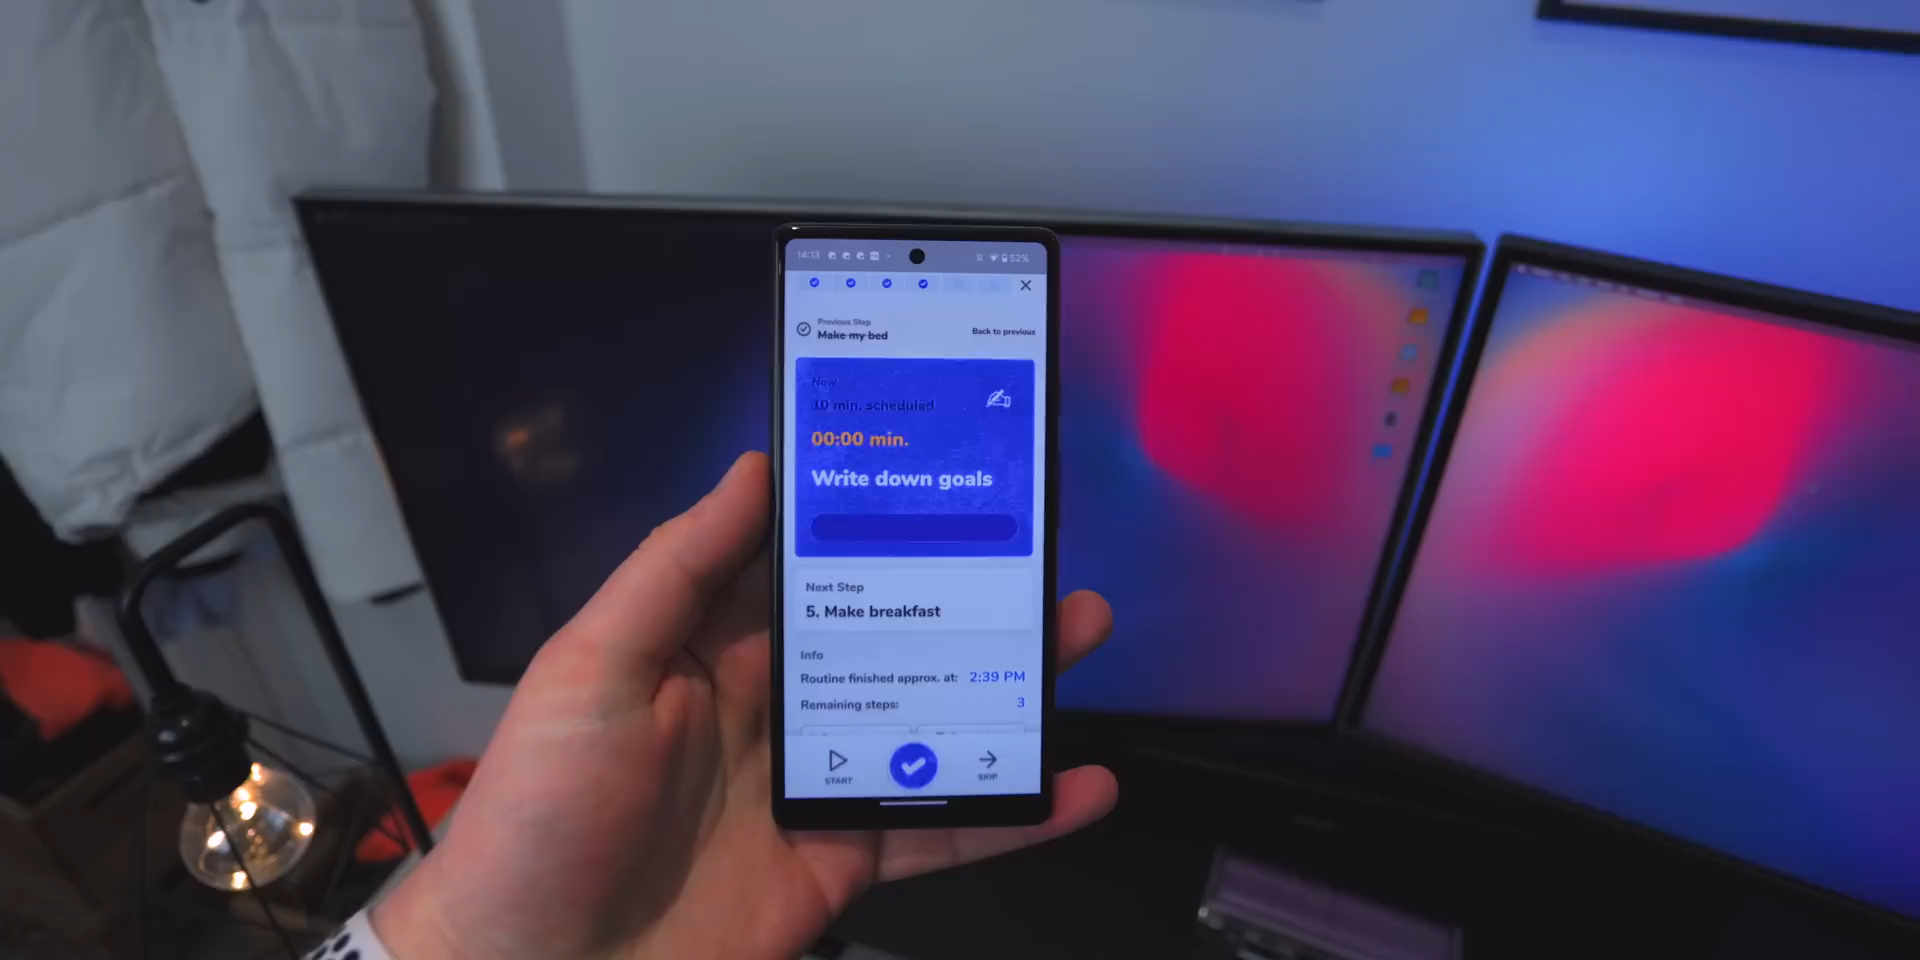 14:13
52%
Previous Step
Make my bed
Back to previous
Now
10 min. scheduled
00:00 min.
Write down goals
Next Step
5. Make breakfast
Info
Routine finished approx. at: 2:39 PM
Remaining steps: 3
START
SKIP